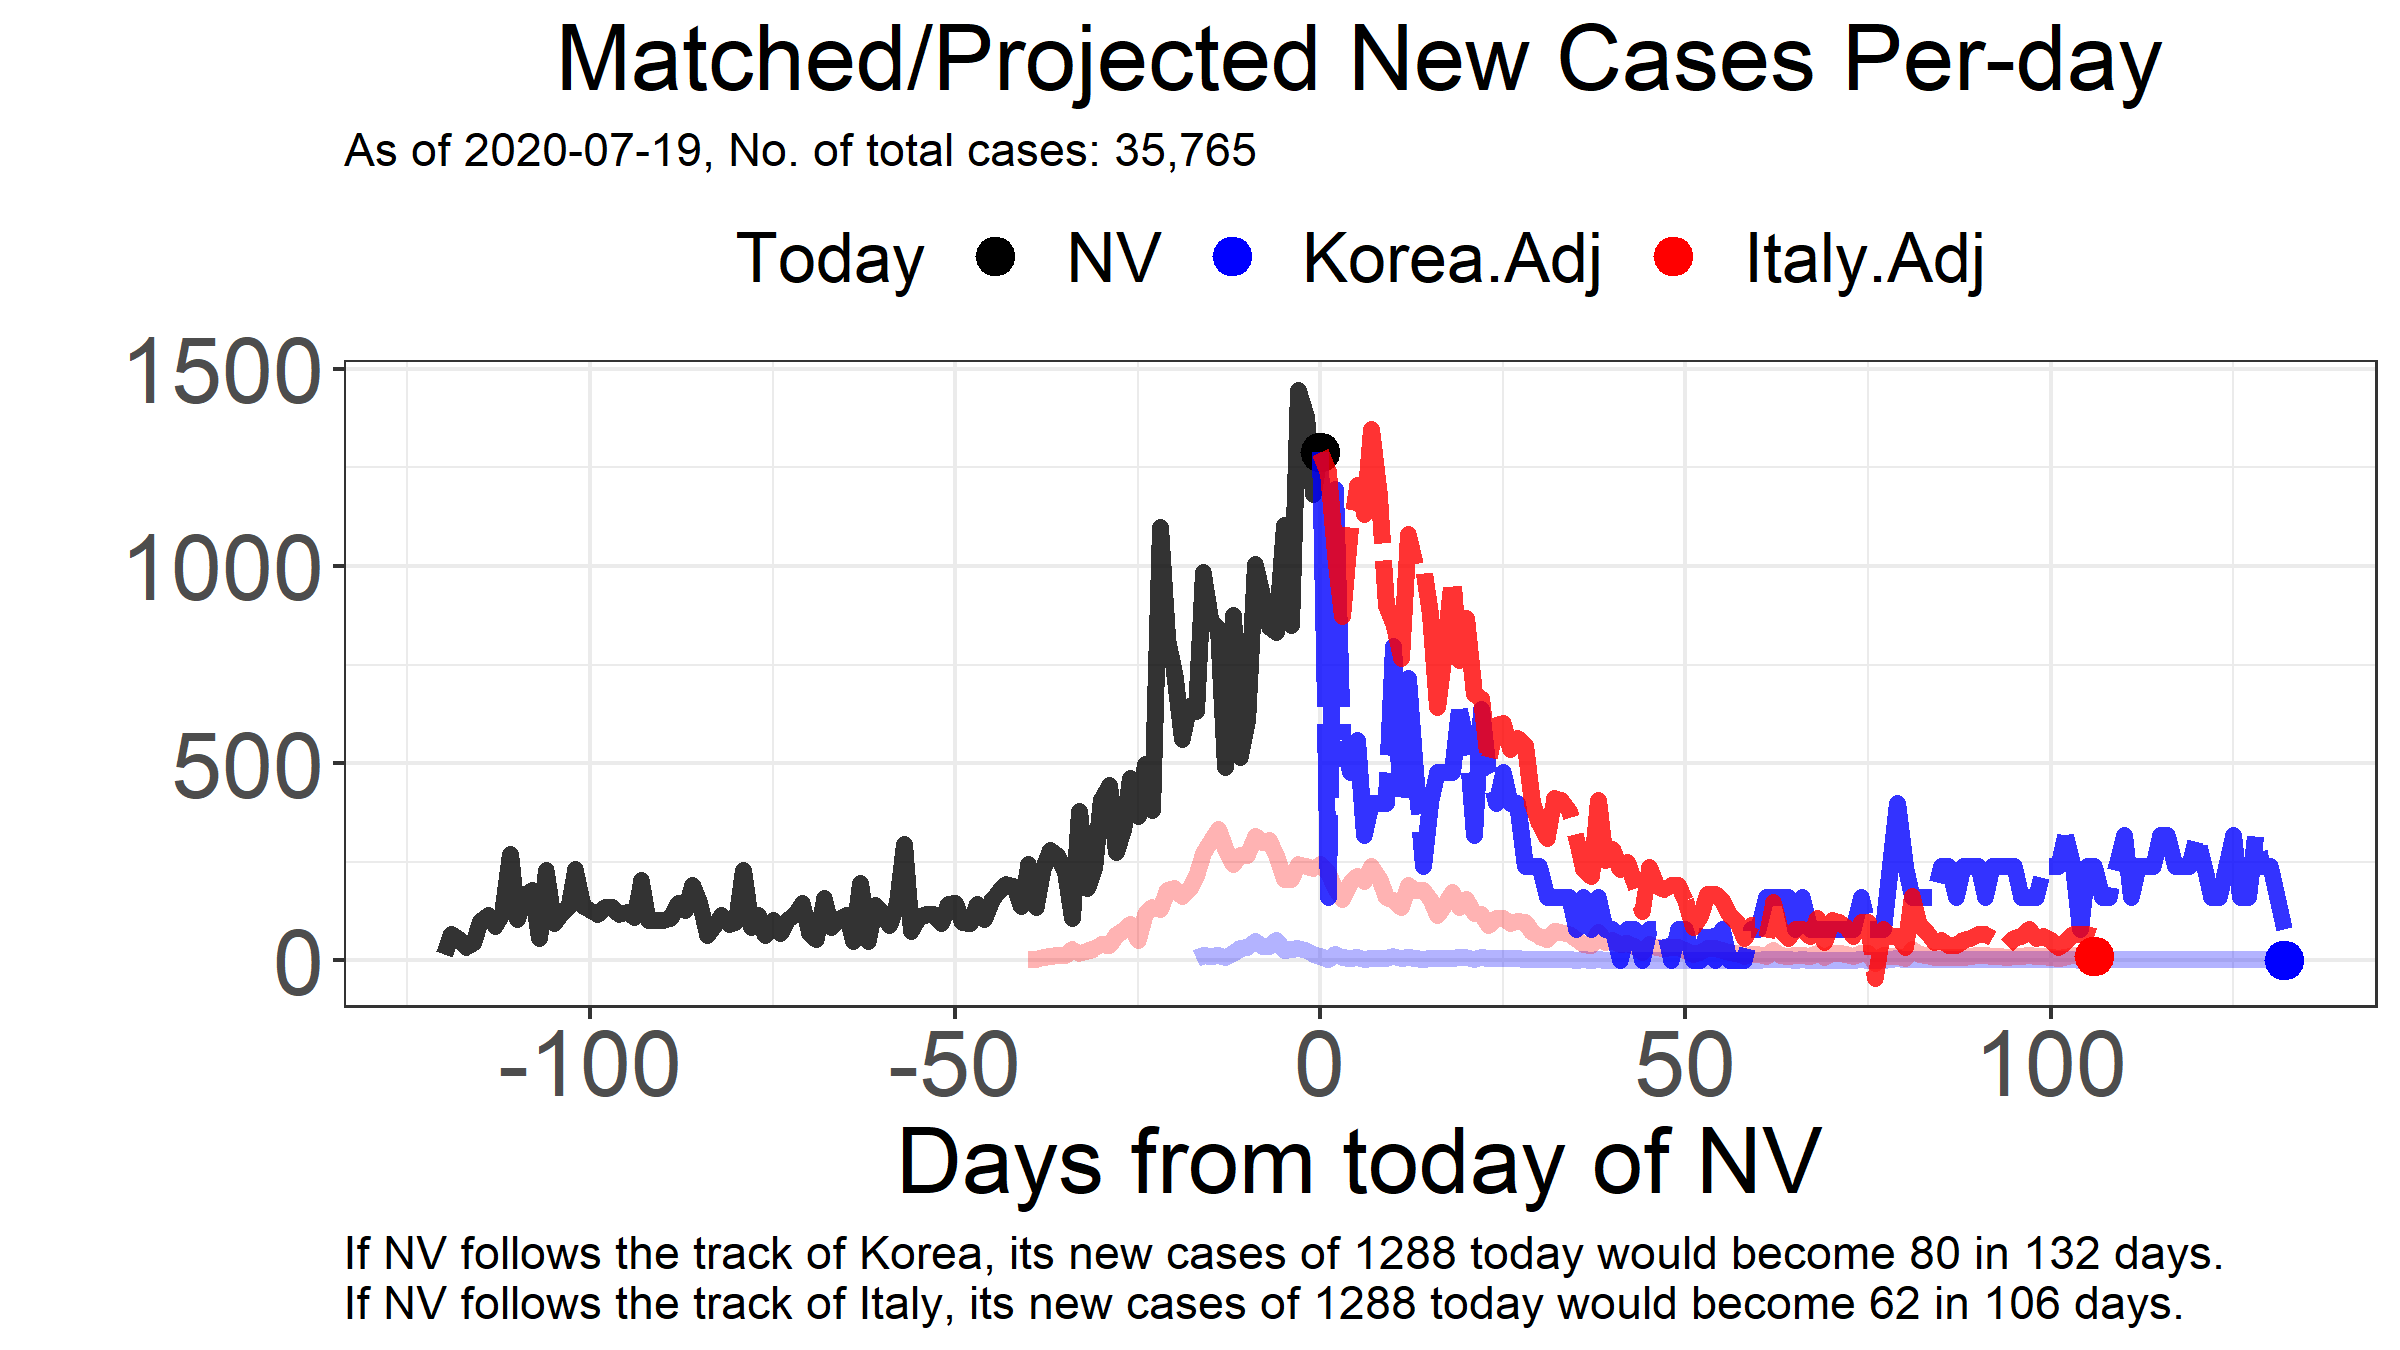 Matched/Projected New Cases Per-day
As of 2020-07-19, No. of total cases: 35,765
Today NV Korea.Adj Italy.Adj
1500
1000
500
0
-100 -50 0 50 100
Days from today of NV
If NV follows the track of Korea, its new cases of 1288 today would become 80 in 132 days.
If NV follows the track of Italy, its new cases of 1288 today would become 62 in 106 days.